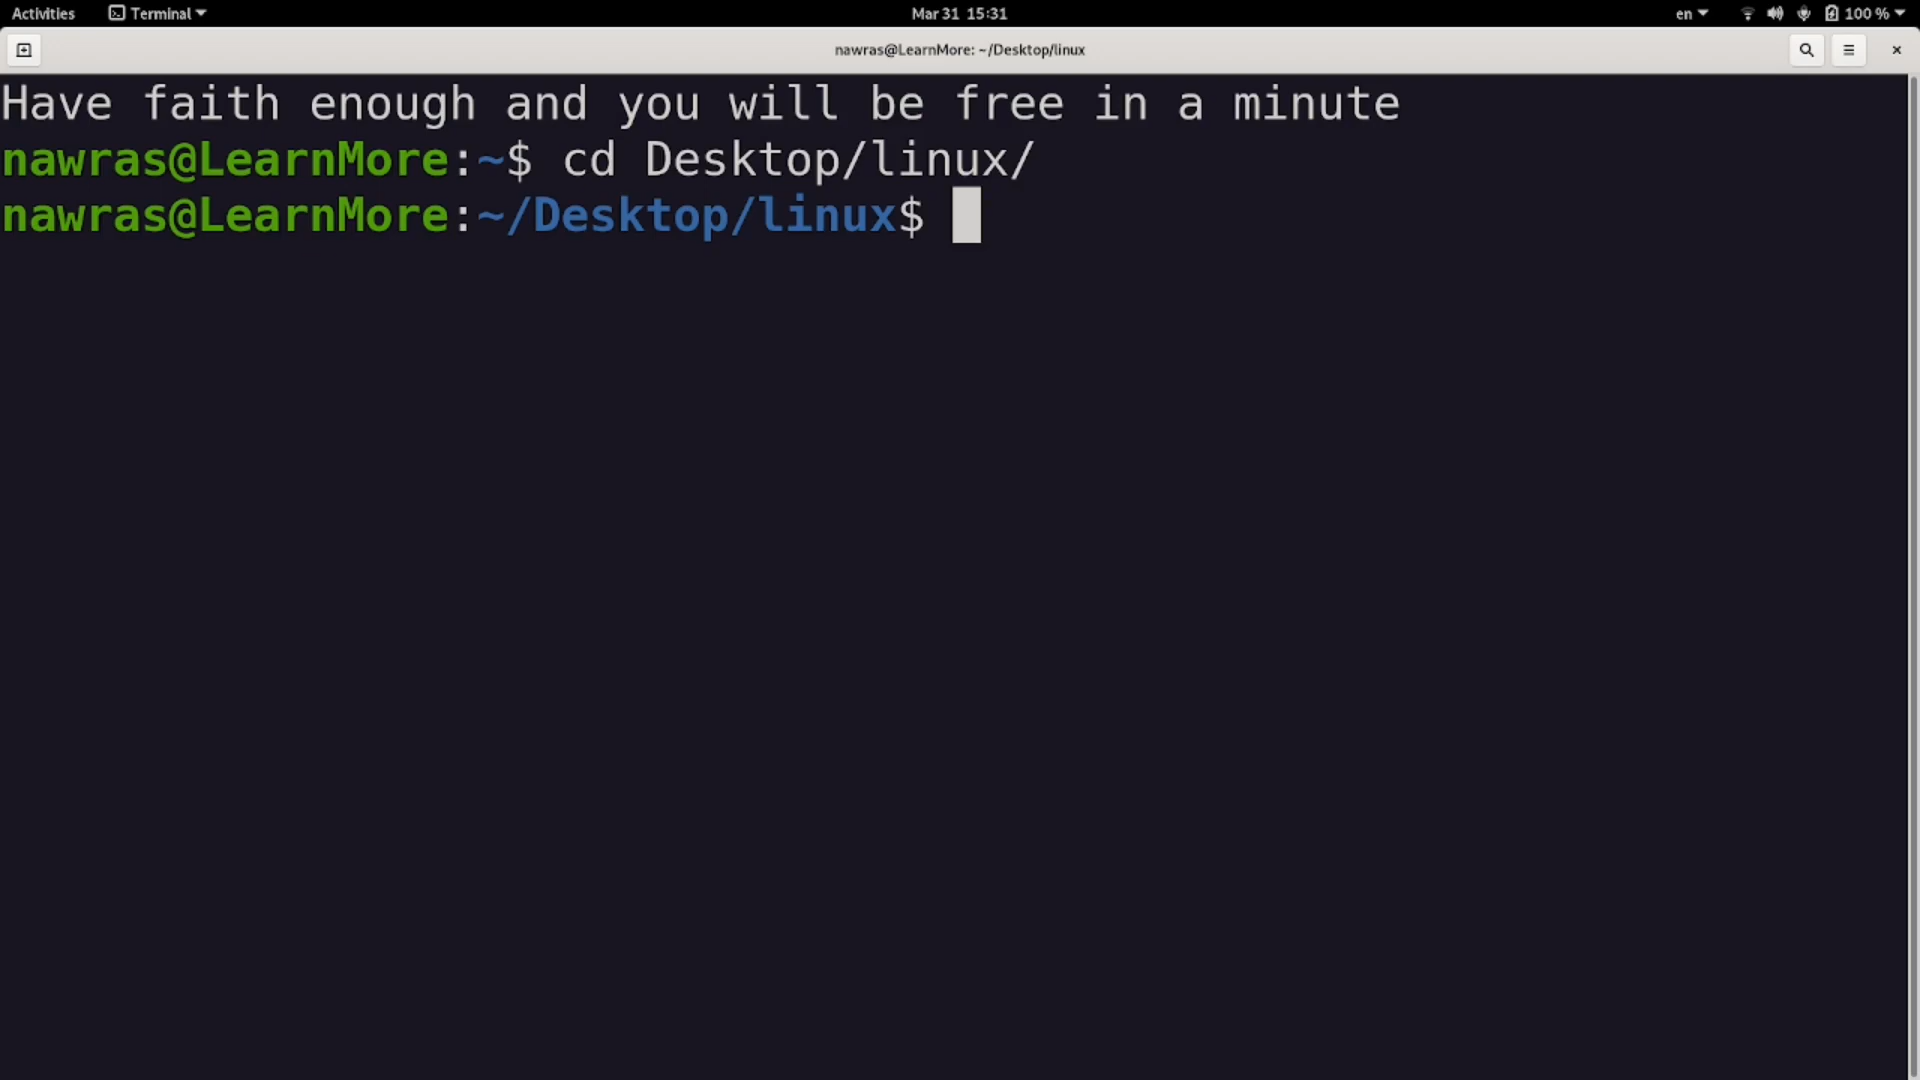 Activities Terminal Mar 31 15:31 en 100 %
nawras@LearnMore: ~/Desktop/linux
Have faith enough and you will be free in a minute
nawras@LearnMore:~$ cd Desktop/linux/
nawras@LearnMore:~/Desktop/linux$